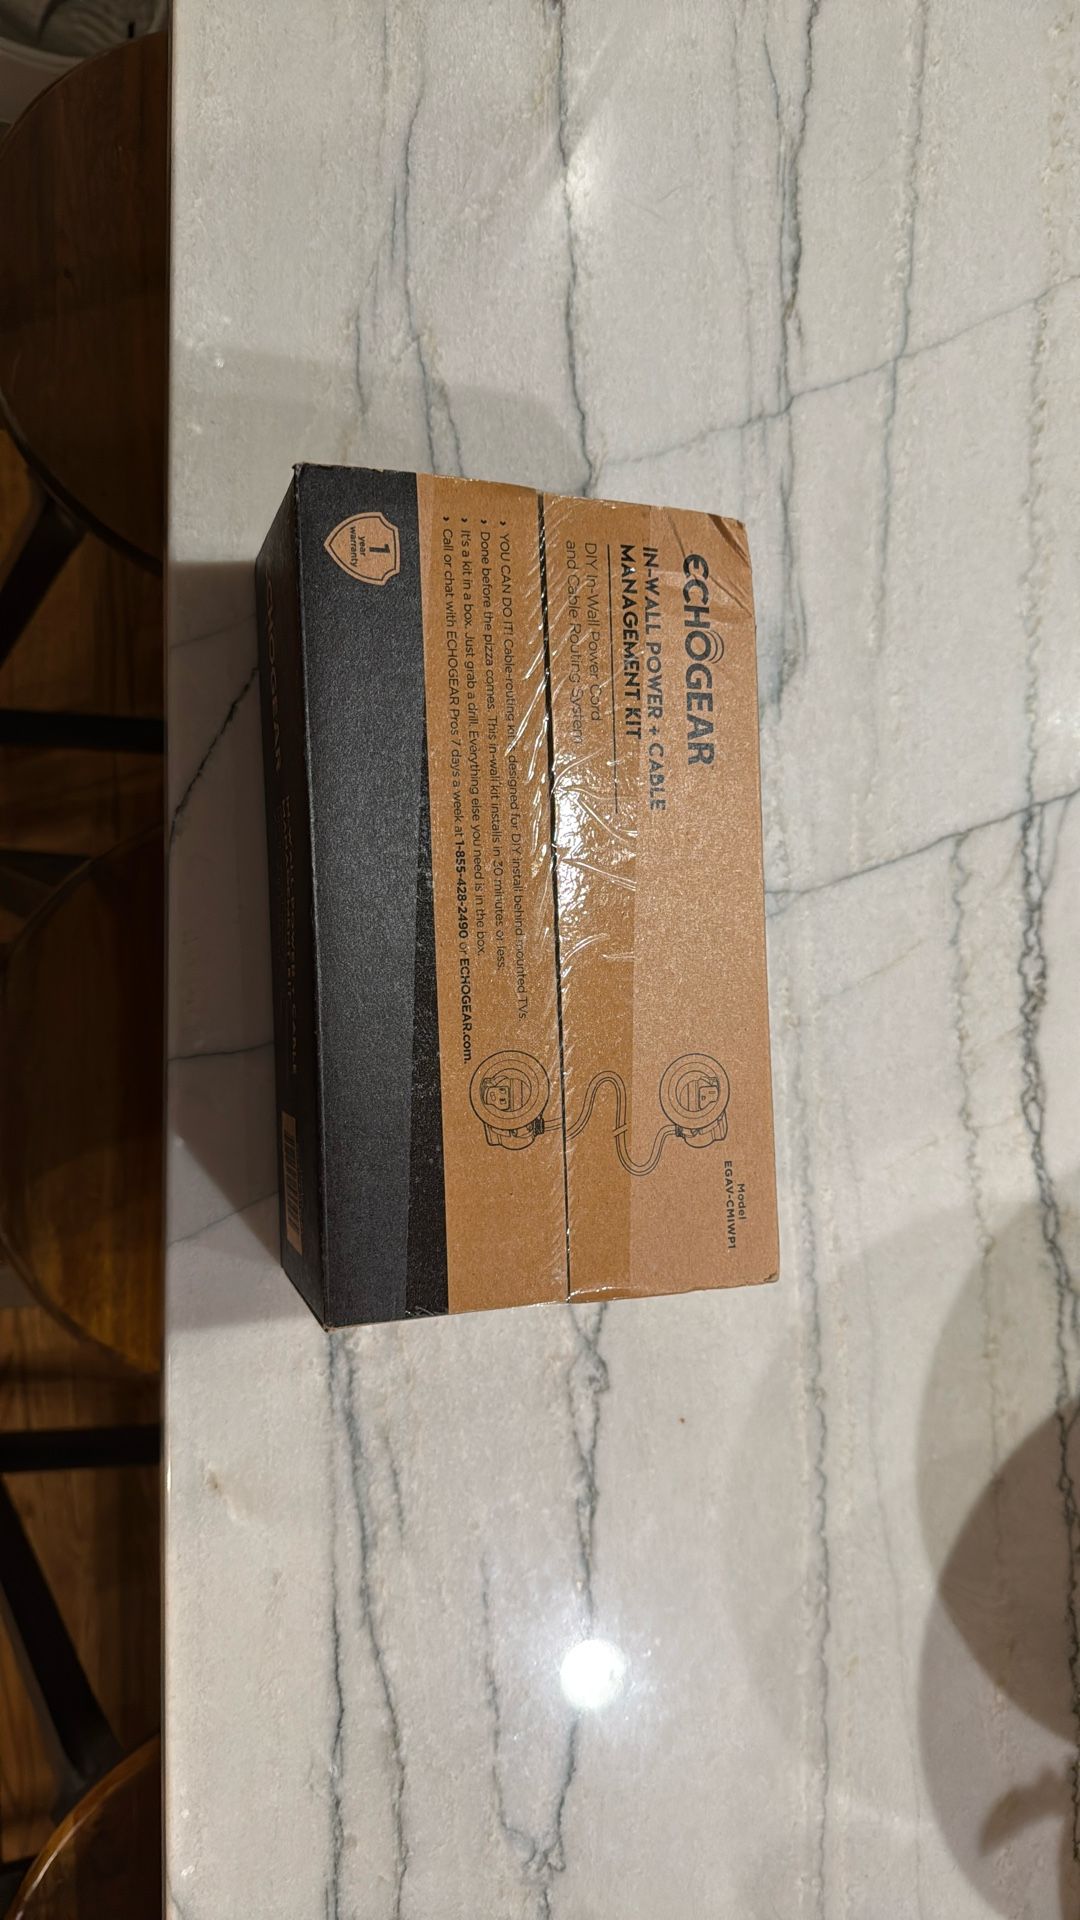 ECHOGEAR
IN-WALL POWER + CABLE
MANAGEMENT KIT
DIY In-Wall Power Cord
and Cable Routing System
› YOU CAN DO IT! Cable-routing kit designed for DIY install behind mounted TVs.
› Done before the pizza comes. This in-wall kit installs in 30 minutes or less.
› It's a kit in a box. Just grab a drill. Everything else you need is in the box.
› Call or chat with ECHOGEAR Pros 7 days a week at 1-855-428-2490 or ECHOGEAR.com.
Model
EGAV-CMIWP1
1
year
warranty
ECHOGEAR